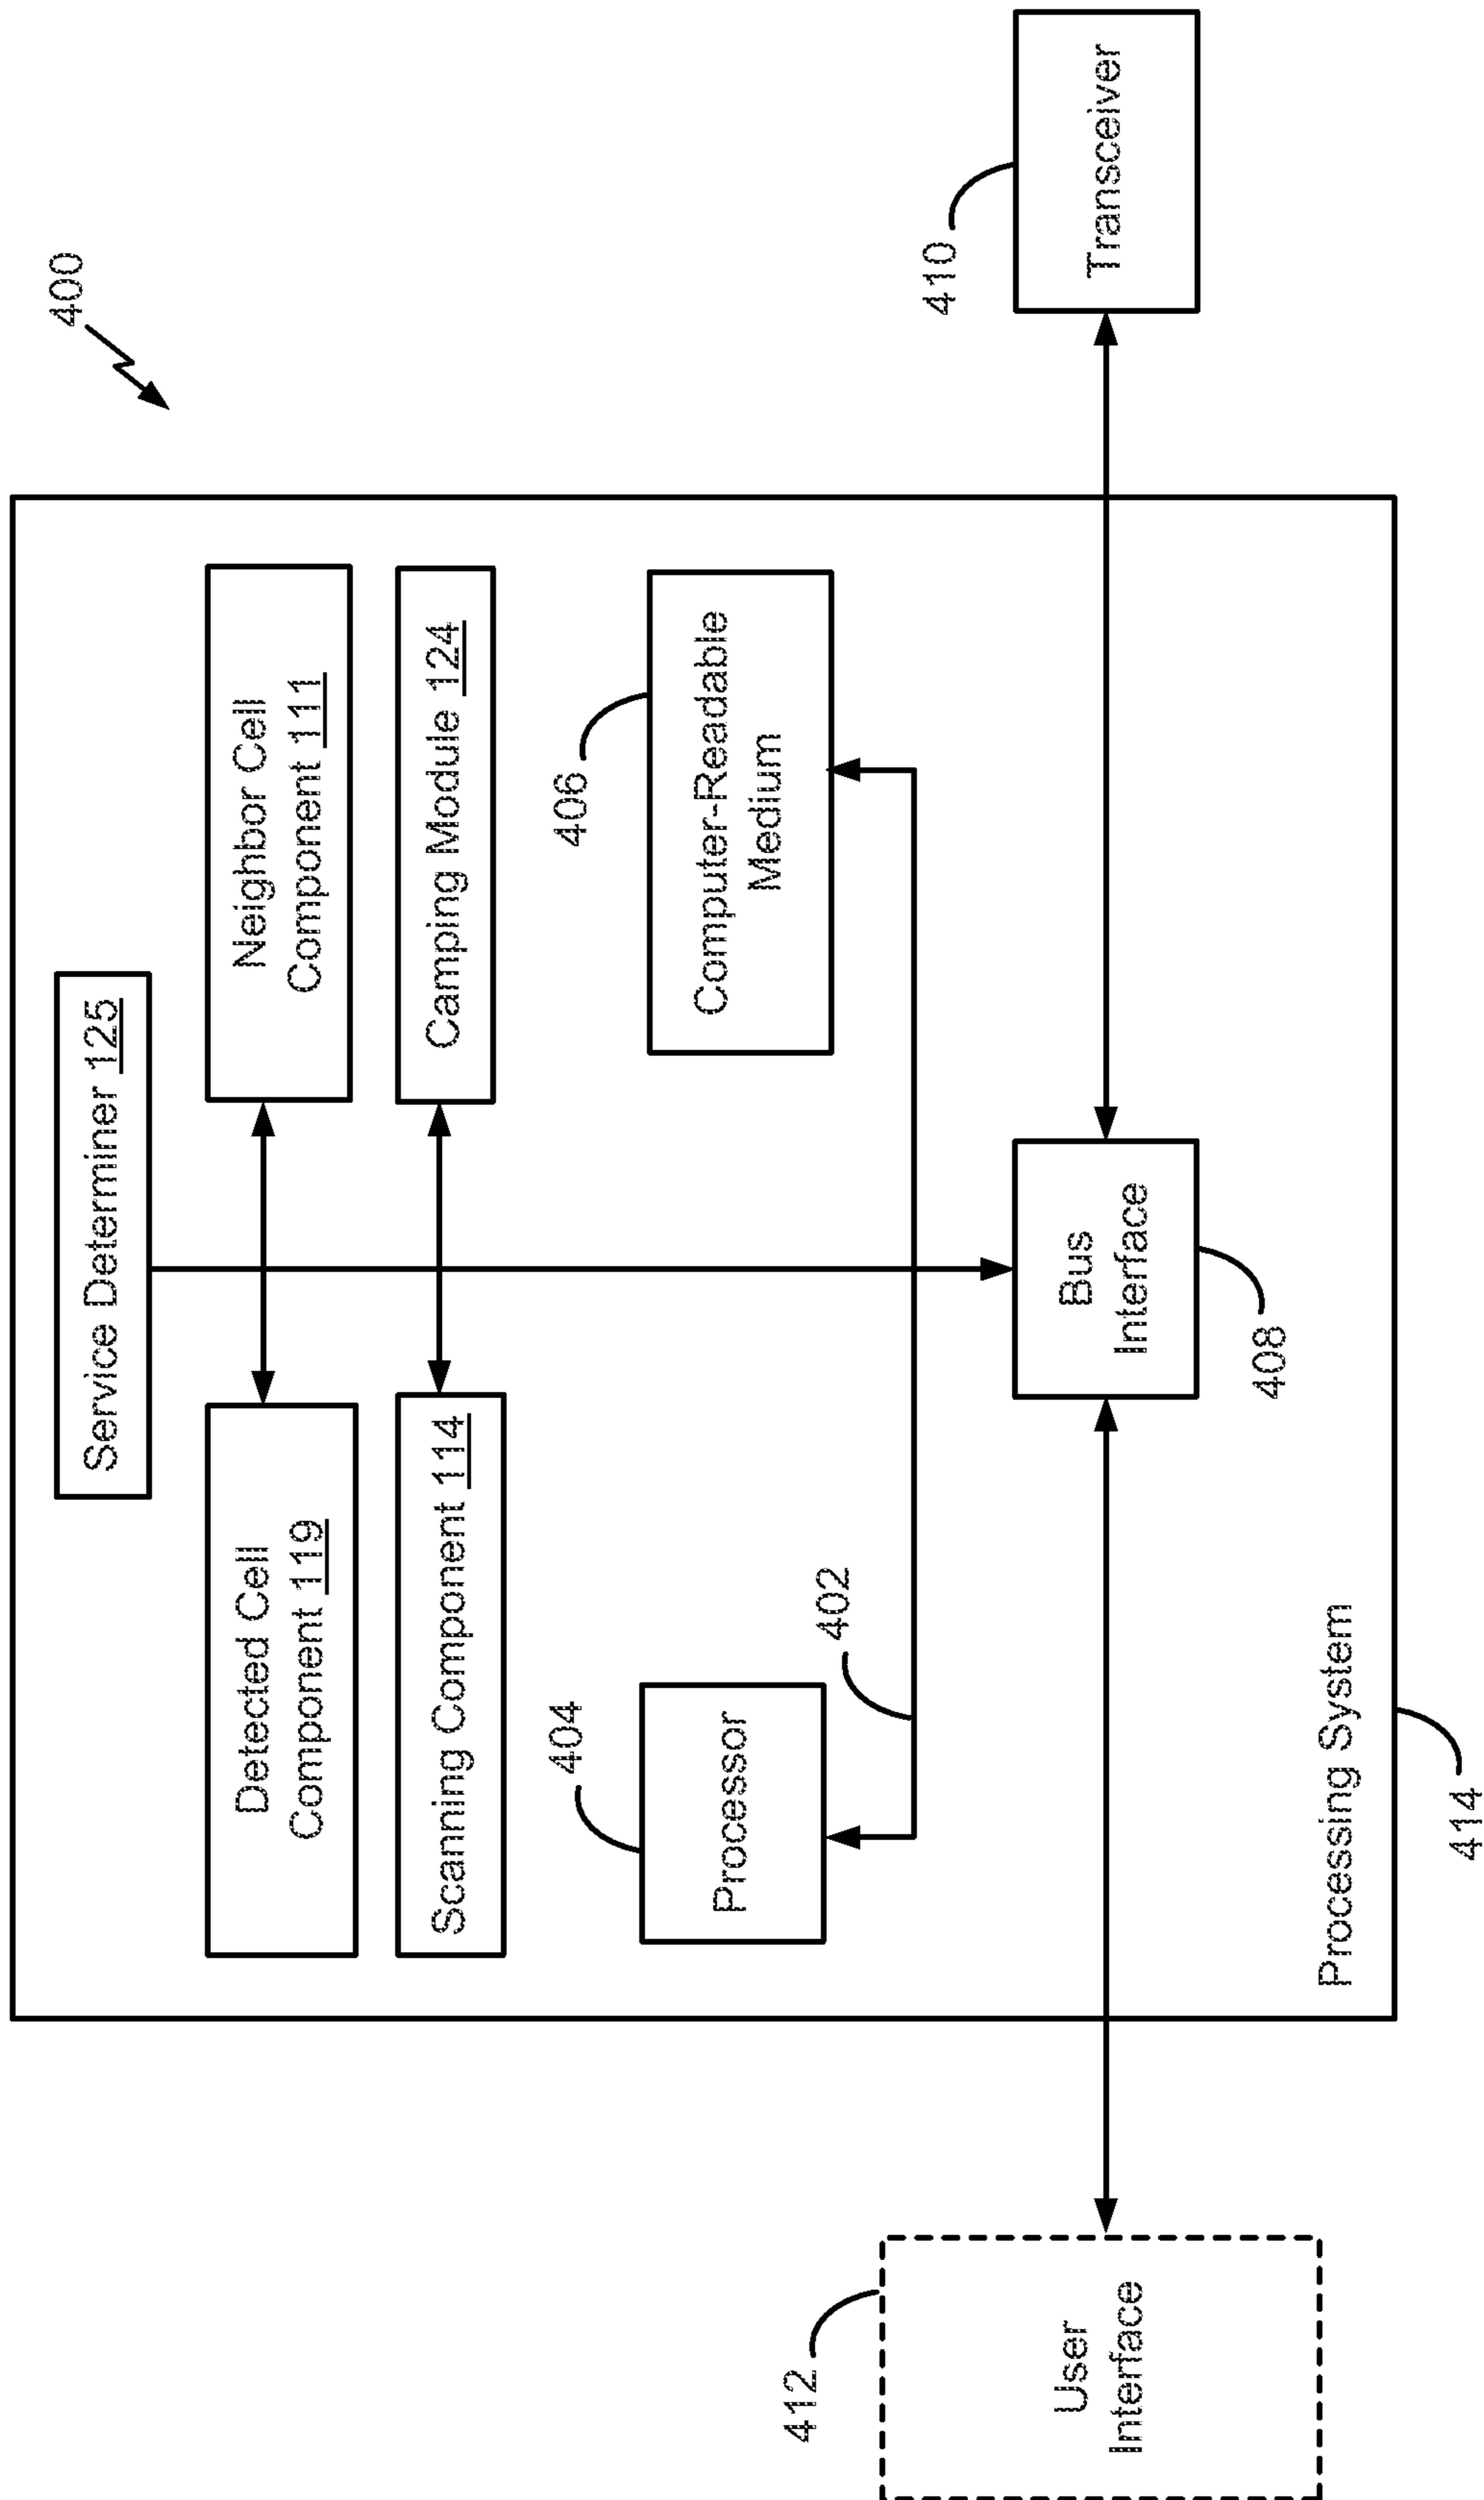 400
Service Determiner 125
Detected Cell
Component 119
Neighbor Cell
Component 111
Scanning Component 114
Camping Module 124
404
Processor
406
Computer-Readable
Medium
402
412
User
Interface
Bus
Interface
408
410
Transceiver
Processing System
414